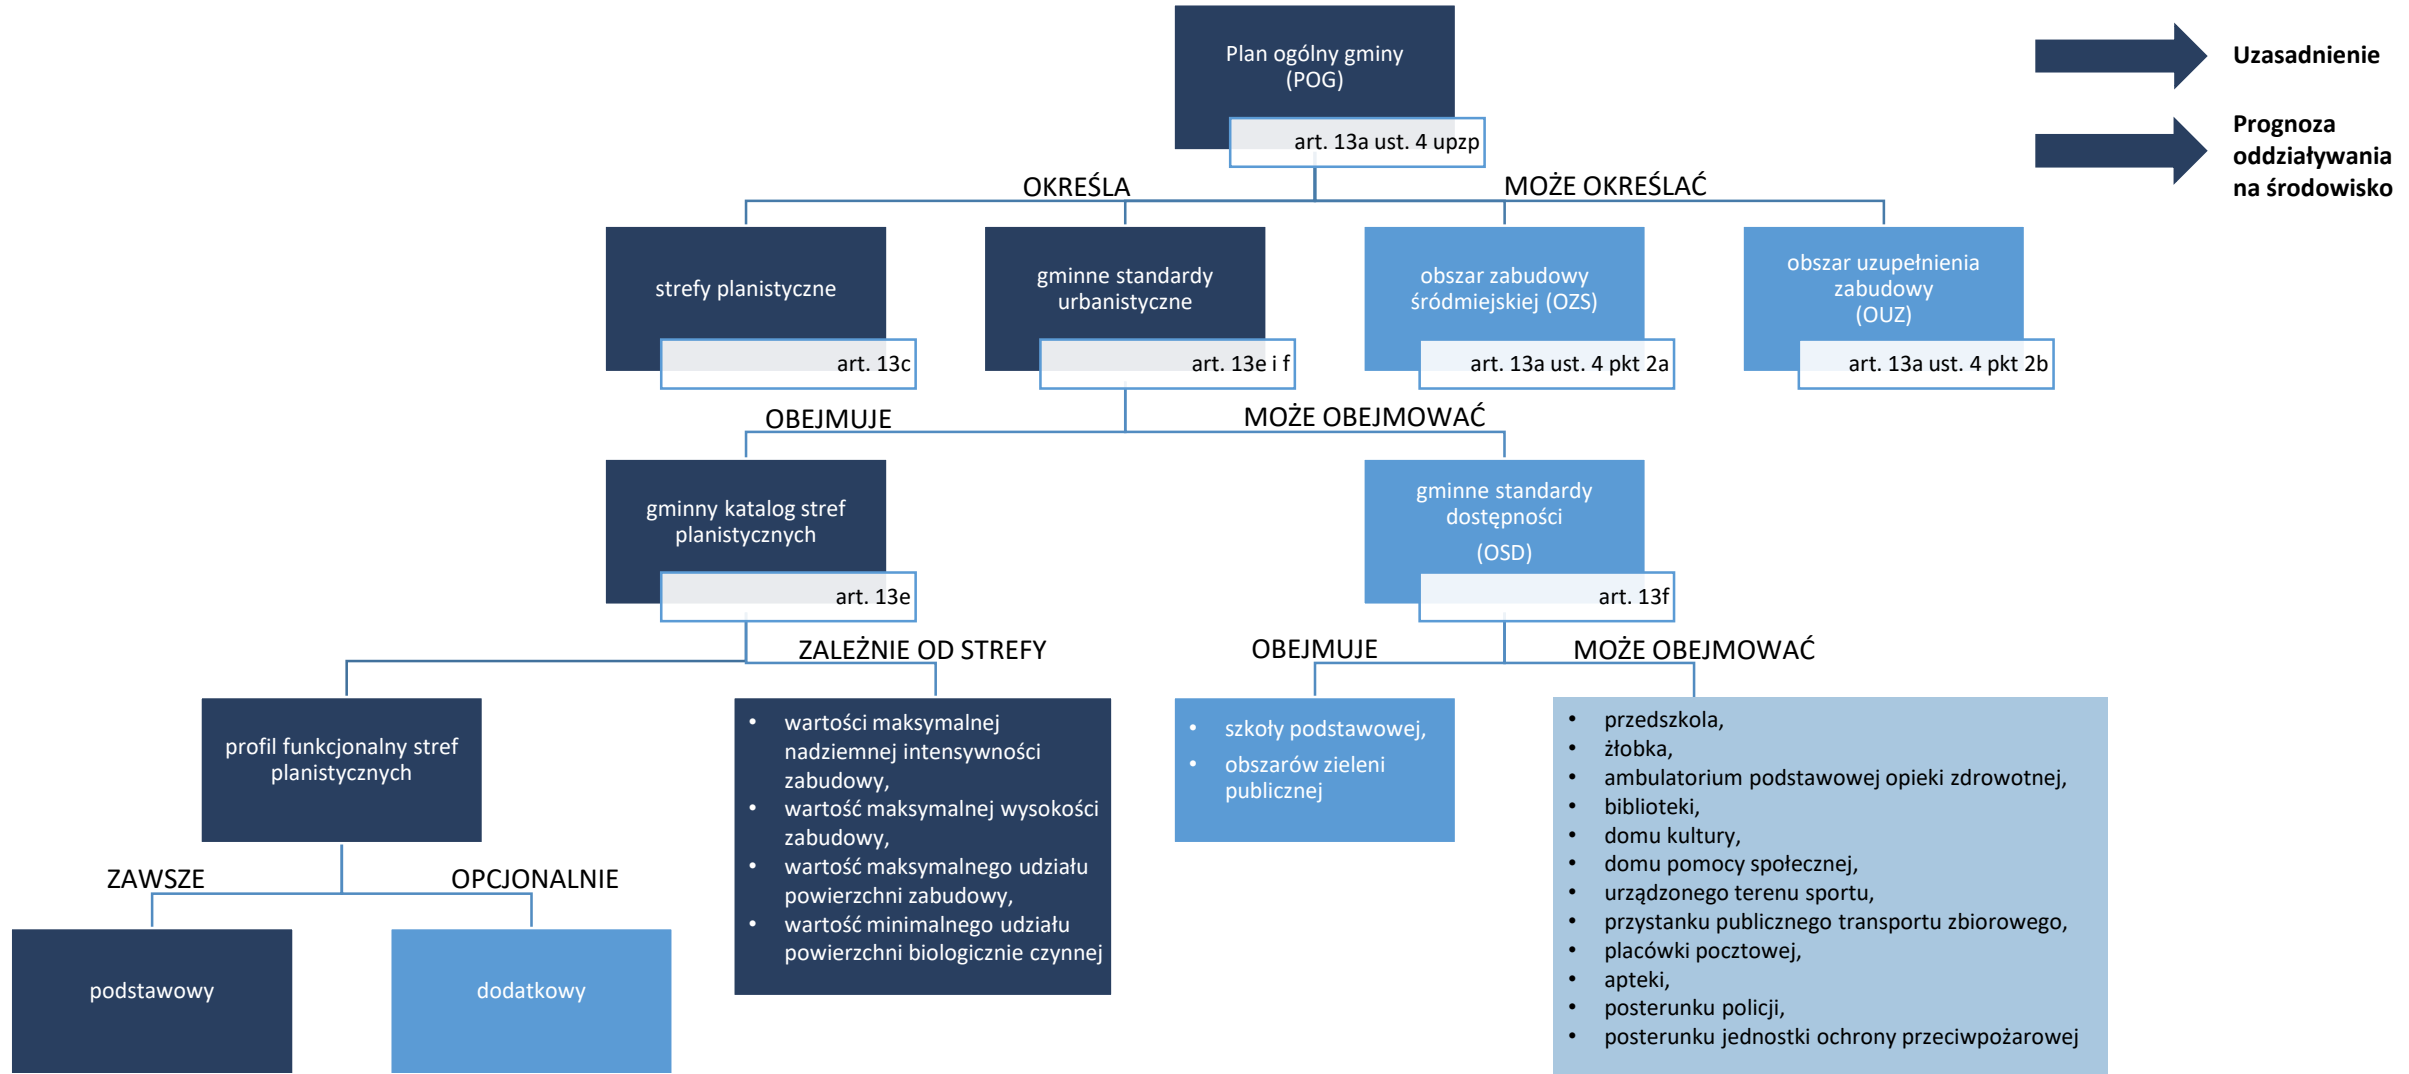 Plan ogólny gminy
(POG)
art. 13a ust. 4 upzp
Uzasadnienie
Prognoza
oddziaływania
na środowisko
OKREŚLA
MOŻE OKREŚLAĆ
strefy planistyczne
art. 13c
gminne standardy
urbanistyczne
art. 13e i f
obszar zabudowy
śródmiejskiej (OZS)
art. 13a ust. 4 pkt 2a
obszar uzupełnienia
zabudowy
(OUZ)
art. 13a ust. 4 pkt 2b
OBEJMUJE
MOŻE OBEJMOWAĆ
gminny katalog stref
planistycznych
art. 13e
gminne standardy
dostępności
(OSD)
art. 13f
ZALEŻNIE OD STREFY
OBEJMUJE
MOŻE OBEJMOWAĆ
profil funkcjonalny stref
planistycznych
• wartości maksymalnej
nadziemnej intensywności
zabudowy,
• wartość maksymalnej wysokości
zabudowy,
• wartość maksymalnego udziału
powierzchni zabudowy,
• wartość minimalnego udziału
powierzchni biologicznie czynnej
• szkoły podstawowej,
• obszarów zieleni
publicznej
• przedszkola,
• żłobka,
• ambulatorium podstawowej opieki zdrowotnej,
• biblioteki,
• domu kultury,
• domu pomocy społecznej,
• urządzonego terenu sportu,
• przystanku publicznego transportu zbiorowego,
• placówki pocztowej,
• apteki,
• posterunku policji,
• posterunku jednostki ochrony przeciwpożarowej
ZAWSZE
OPCJONALNIE
podstawowy
dodatkowy